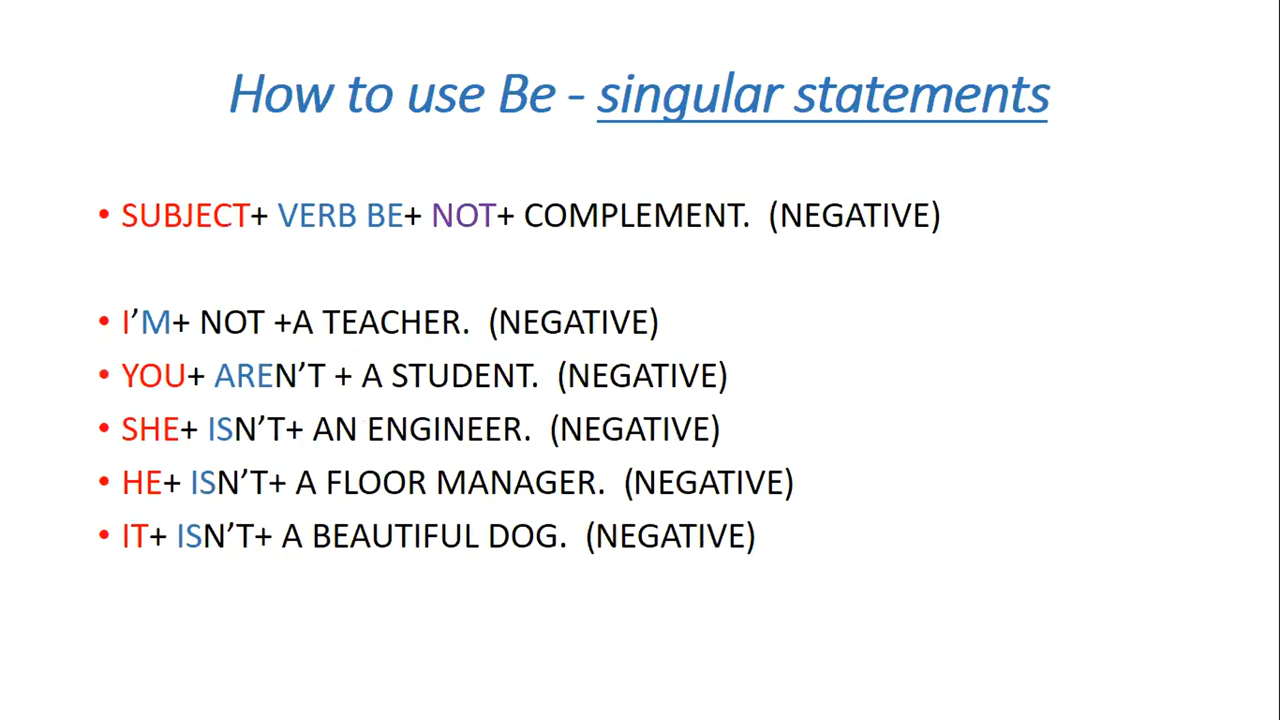 How to use Be - singular statements
• SUBJECT+ VERB BE+ NOT+ COMPLEMENT. (NEGATIVE)
• I’M+ NOT +A TEACHER. (NEGATIVE)
• YOU+ AREN’T + A STUDENT. (NEGATIVE)
• SHE+ ISN’T+ AN ENGINEER. (NEGATIVE)
• HE+ ISN’T+ A FLOOR MANAGER. (NEGATIVE)
• IT+ ISN’T+ A BEAUTIFUL DOG. (NEGATIVE)